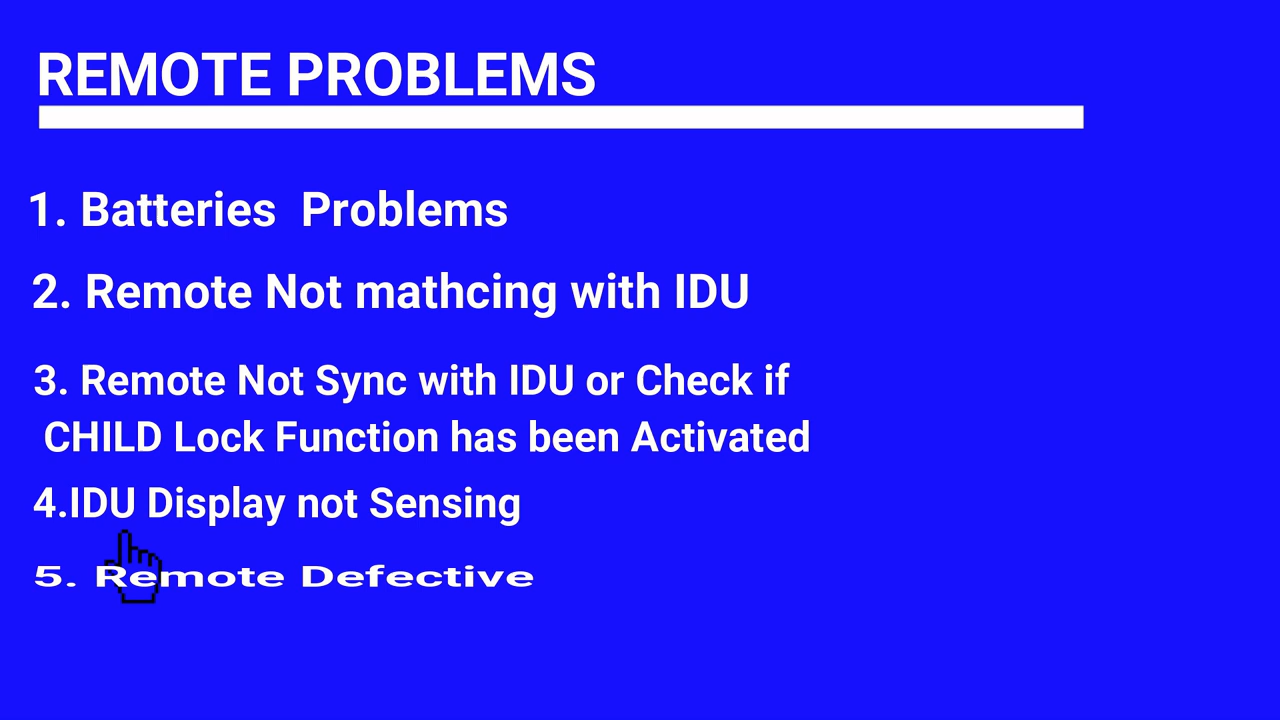 REMOTE PROBLEMS
1. Batteries Problems
2. Remote Not mathcing with IDU
3. Remote Not Sync with IDU or Check if
CHILD Lock Function has been Activated
4.IDU Display not Sensing
5. Remote Defective